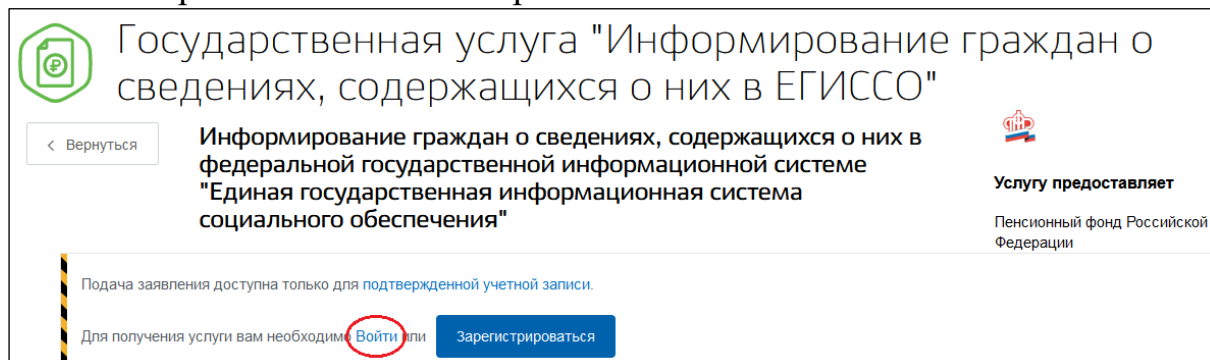 Государственная услуга "Информирование граждан о
сведениях, содержащихся о них в ЕГИССО"
< Вернуться
Информирование граждан о сведениях, содержащихся о них в
федеральной государственной информационной системе
"Единая государственная информационная система
социального обеспечения"
Услугу предоставляет
Пенсионный фонд Российской
Федерации
Подача заявления доступна только для подтвержденной учетной записи.
Для получения услуги вам необходимо Войти или Зарегистрироваться